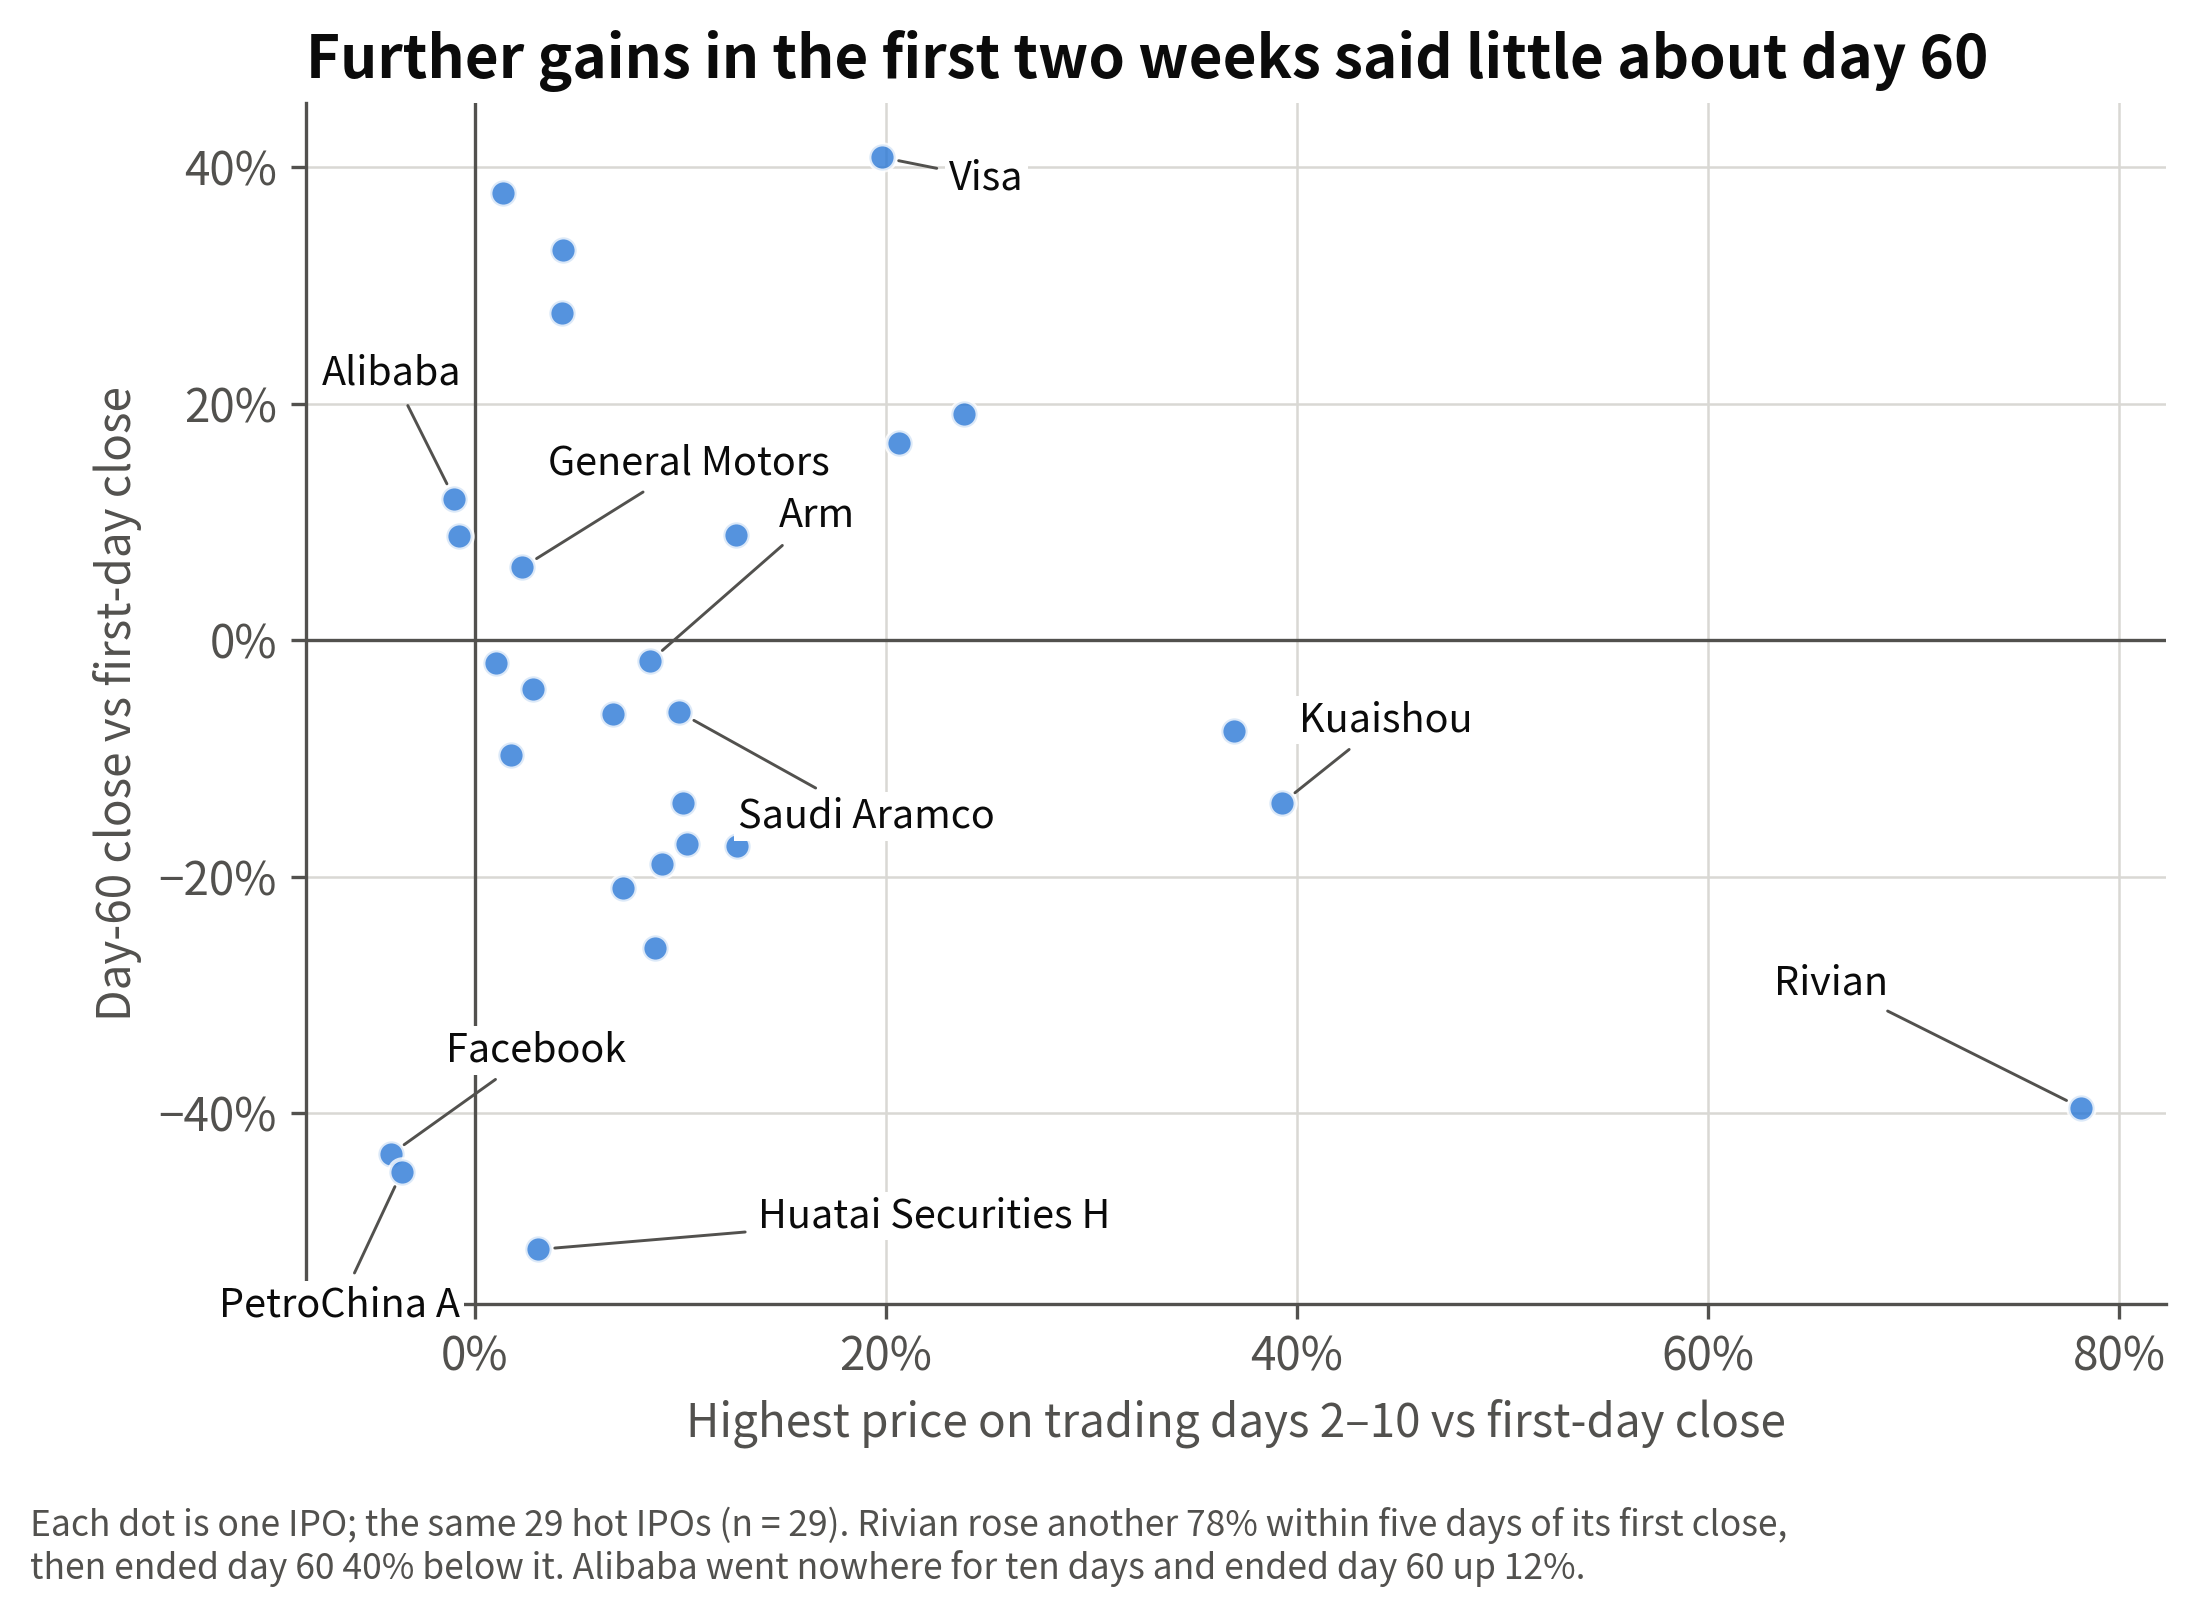 Further gains in the first two weeks said little about day 60
Day-60 close vs first-day close
40%
20%
0%
−20%
−40%
Visa
Alibaba
General Motors
Arm
Kuaishou
Saudi Aramco
Rivian
Facebook
Huatai Securities H
PetroChina A
0%
20%
40%
60%
80%
Highest price on trading days 2–10 vs first-day close
Each dot is one IPO; the same 29 hot IPOs (n = 29). Rivian rose another 78% within five days of its first close,
then ended day 60 40% below it. Alibaba went nowhere for ten days and ended day 60 up 12%.